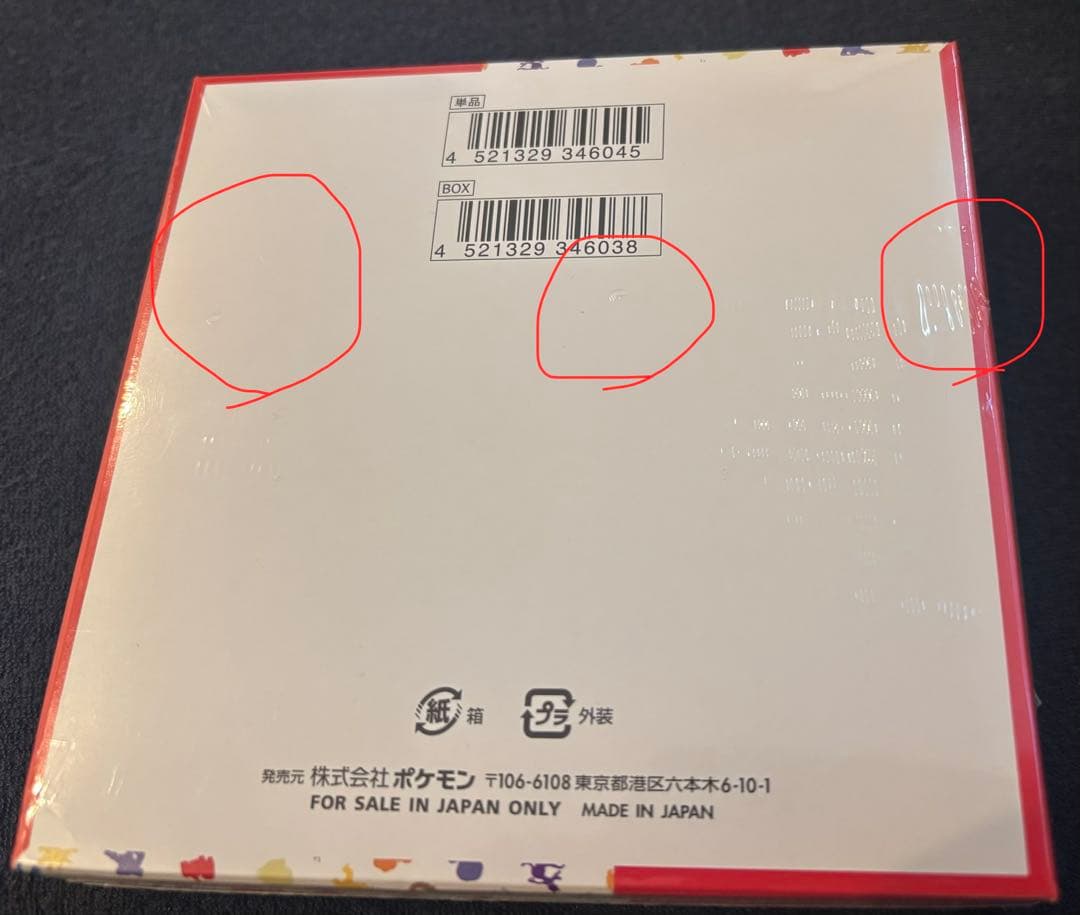 単品
4 521329 346045
BOX
4 521329 346038
紙 箱
プラ 外装
発売元 株式会社ポケモン 〒106-6108 東京都港区六本木6-10-1
FOR SALE IN JAPAN ONLY MADE IN JAPAN